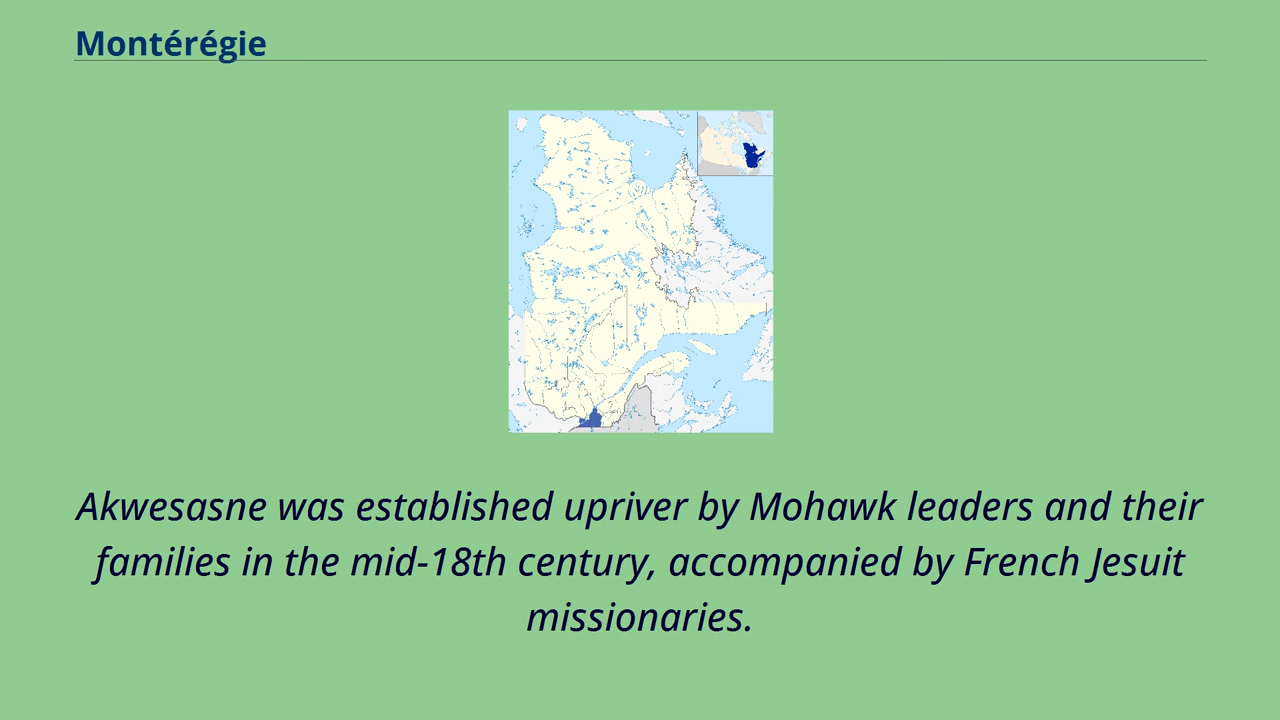 Montérégie
Akwesasne was established upriver by Mohawk leaders and their
families in the mid-18th century, accompanied by French Jesuit
missionaries.